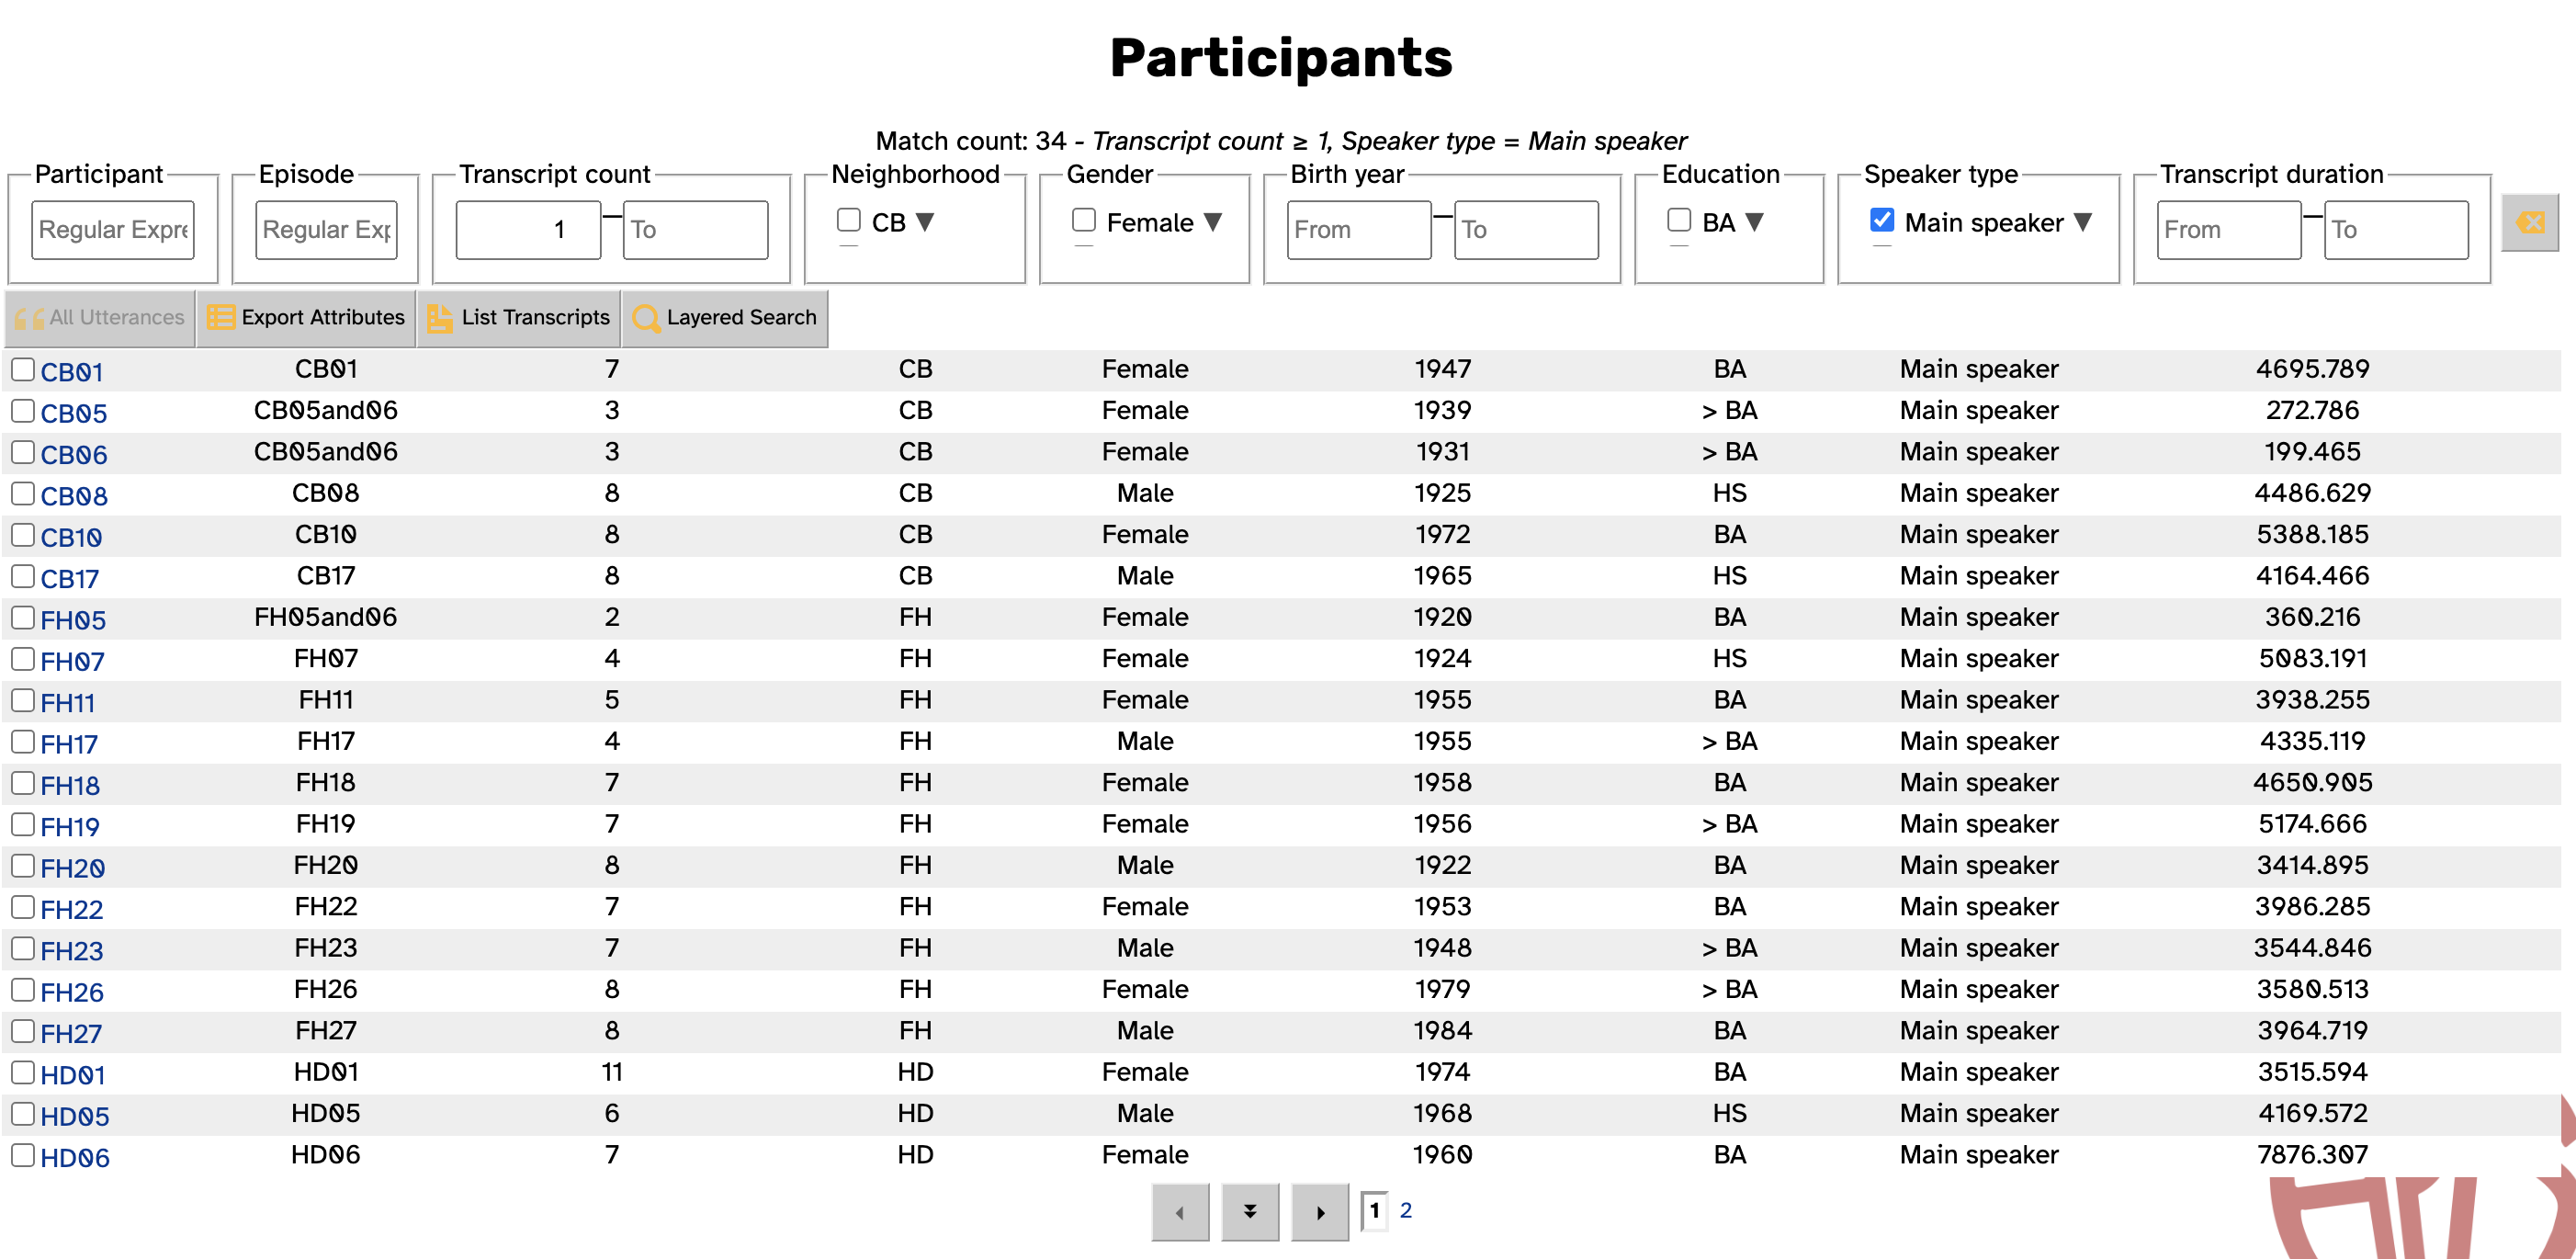 Participants
Match count: 34 - Transcript count ≥ 1, Speaker type = Main speaker
Participant Episode Transcript count Neighborhood Gender Birth year Education Speaker type Transcript duration
Regular Expre Regular Exp 1 – To CB ▼ Female ▼ From – To BA ▼ Main speaker ▼ From – To
All Utterances Export Attributes List Transcripts Layered Search
CB01 CB01 7 CB Female 1947 BA Main speaker 4695.789
CB05 CB05and06 3 CB Female 1939 > BA Main speaker 272.786
CB06 CB05and06 3 CB Female 1931 > BA Main speaker 199.465
CB08 CB08 8 CB Male 1925 HS Main speaker 4486.629
CB10 CB10 8 CB Female 1972 BA Main speaker 5388.185
CB17 CB17 8 CB Male 1965 HS Main speaker 4164.466
FH05 FH05and06 2 FH Female 1920 BA Main speaker 360.216
FH07 FH07 4 FH Female 1924 HS Main speaker 5083.191
FH11 FH11 5 FH Female 1955 BA Main speaker 3938.255
FH17 FH17 4 FH Male 1955 > BA Main speaker 4335.119
FH18 FH18 7 FH Female 1958 BA Main speaker 4650.905
FH19 FH19 7 FH Female 1956 > BA Main speaker 5174.666
FH20 FH20 8 FH Male 1922 BA Main speaker 3414.895
FH22 FH22 7 FH Female 1953 BA Main speaker 3986.285
FH23 FH23 7 FH Male 1948 > BA Main speaker 3544.846
FH26 FH26 8 FH Female 1979 > BA Main speaker 3580.513
FH27 FH27 8 FH Male 1984 BA Main speaker 3964.719
HD01 HD01 11 HD Female 1974 BA Main speaker 3515.594
HD05 HD05 6 HD Male 1968 HS Main speaker 4169.572
HD06 HD06 7 HD Female 1960 BA Main speaker 7876.307
1 2